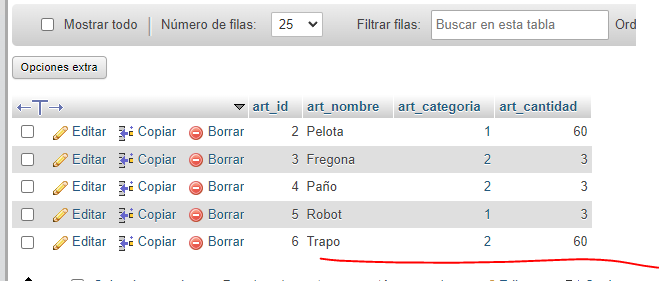 Mostrar todo Número de filas: 25 Filtrar filas: Buscar en esta tabla Ord
Opciones extra
art_id art_nombre art_categoria art_cantidad
Editar Copiar Borrar 2 Pelota 1 60
Editar Copiar Borrar 3 Fregona 2 3
Editar Copiar Borrar 4 Paño 2 3
Editar Copiar Borrar 5 Robot 1 3
Editar Copiar Borrar 6 Trapo 2 60